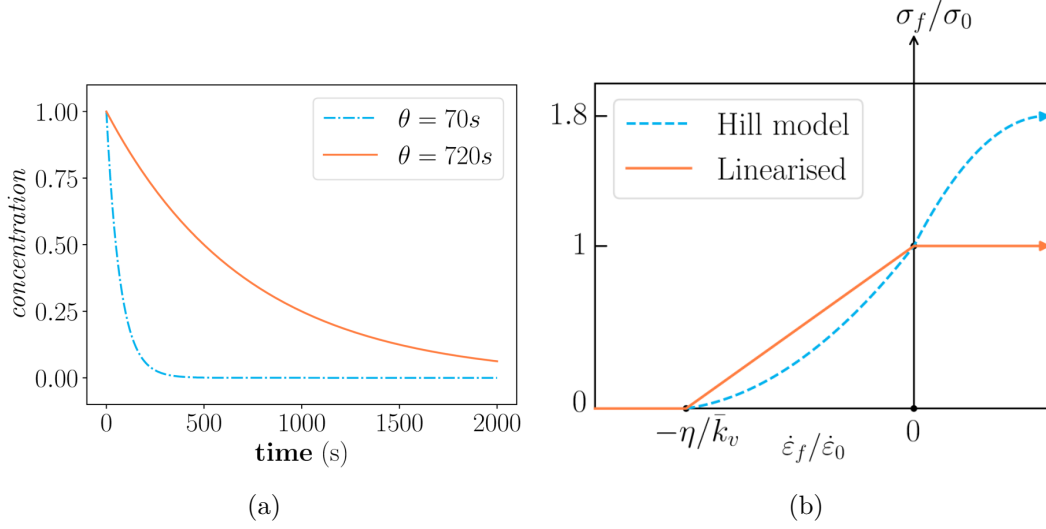 1.00
0.75
0.50
0.25
0.00
concentration
θ = 70s
θ = 720s
0
500
1000
1500
2000
time (s)
(a)
σ_f/σ_0
1.8
1
0
Hill model
Linearised
−η/k̄_v
ε̇_f/ε̇_0
0
(b)